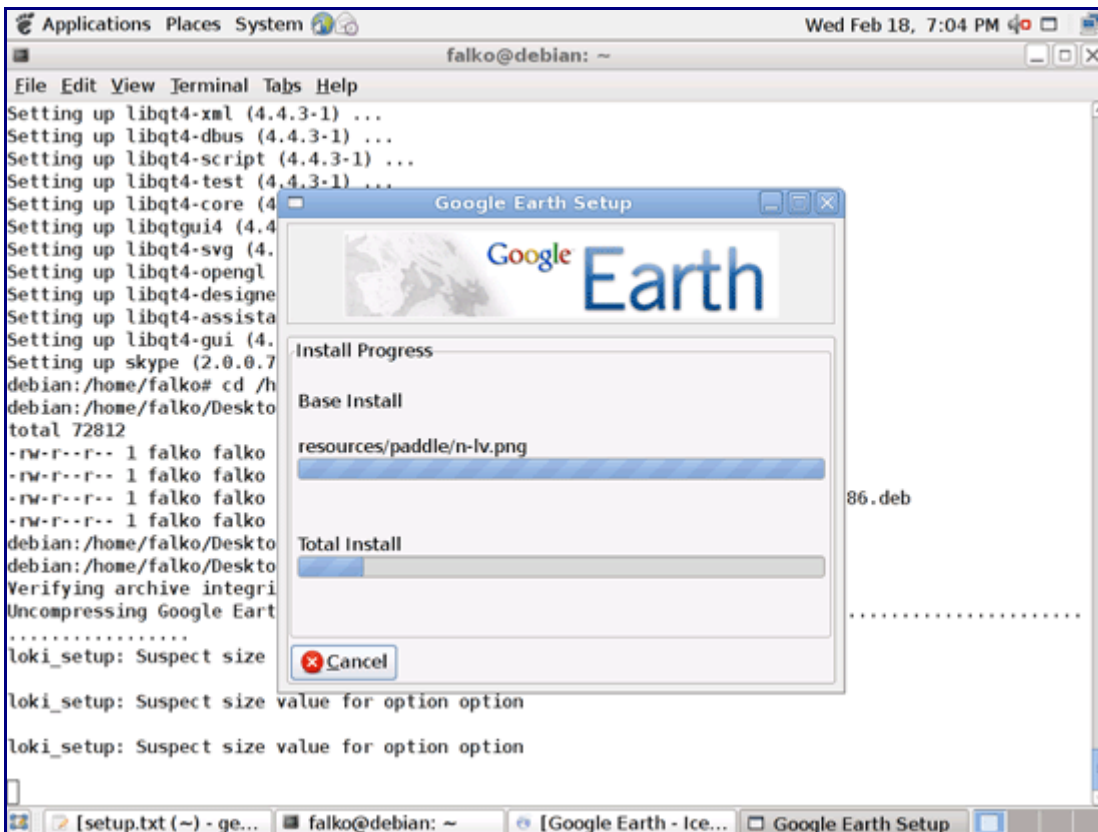 Applications Places System Wed Feb 18, 7:04 PM
falko@debian: ~
File Edit View Terminal Tabs Help
Setting up libqt4-xml (4.4.3-1) ...
Setting up libqt4-dbus (4.4.3-1) ...
Setting up libqt4-script (4.4.3-1) ...
Setting up libqt4-test (4.4.3-1) ...
Setting up libqt4-core (4
Setting up libqtgui4 (4.4
Setting up libqt4-svg (4.
Setting up libqt4-opengl
Setting up libqt4-designe
Setting up libqt4-assista
Setting up libqt4-gui (4.
Setting up skype (2.0.0.7
debian:/home/falko# cd /h
debian:/home/falko/Deskto
total 72812
-rw-r--r-- 1 falko falko
-rw-r--r-- 1 falko falko
-rw-r--r-- 1 falko falko 86.deb
-rw-r--r-- 1 falko falko
debian:/home/falko/Deskto
debian:/home/falko/Deskto
Verifying archive integri
Uncompressing Google Eart ......................
.................
loki_setup: Suspect size
loki_setup: Suspect size value for option option
loki_setup: Suspect size value for option option
Google Earth Setup
Google Earth
Install Progress
Base Install
resources/paddle/n-lv.png
Total Install
Cancel
[setup.txt (~) - ge... falko@debian: ~ [Google Earth - Ice... Google Earth Setup